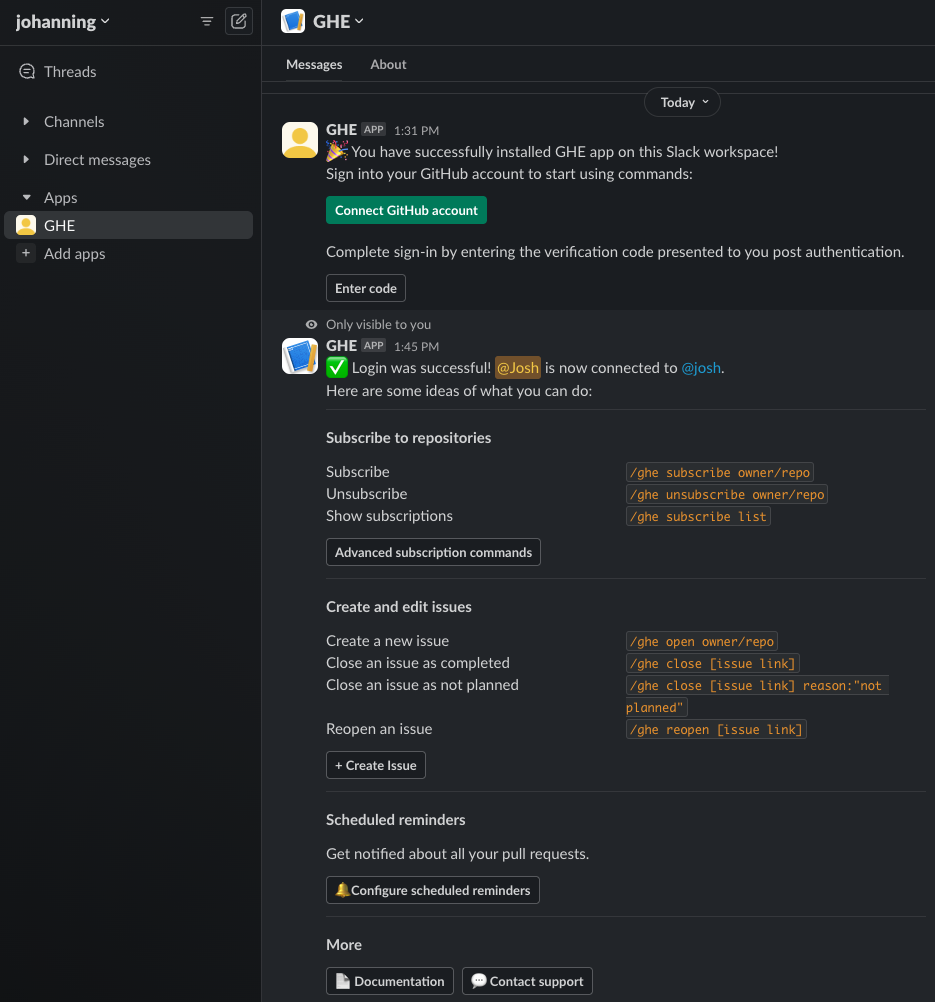 johanning
Threads
Channels
Direct messages
Apps
GHE
+ Add apps
GHE
Messages
About
Today
GHE APP 1:31 PM
🎉 You have successfully installed GHE app on this Slack workspace!
Sign into your GitHub account to start using commands:
Connect GitHub account
Complete sign-in by entering the verification code presented to you post authentication.
Enter code
Only visible to you
GHE APP 1:45 PM
✅ Login was successful! @Josh is now connected to @josh.
Here are some ideas of what you can do:
Subscribe to repositories
Subscribe /ghe subscribe owner/repo
Unsubscribe /ghe unsubscribe owner/repo
Show subscriptions /ghe subscribe list
Advanced subscription commands
Create and edit issues
Create a new issue /ghe open owner/repo
Close an issue as completed /ghe close [issue link]
Close an issue as not planned /ghe close [issue link] reason:"not
planned"
Reopen an issue /ghe reopen [issue link]
+ Create Issue
Scheduled reminders
Get notified about all your pull requests.
🔔Configure scheduled reminders
More
📄 Documentation
💬 Contact support